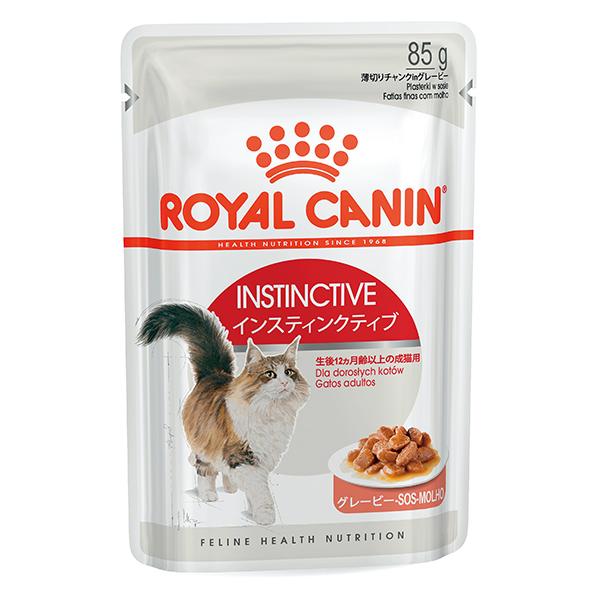 85 g
薄切りチャンクinグレービー
Plasterki w sosie
Fatias finas com molho
ROYAL CANIN®
HEALTH NUTRITION SINCE 1968
INSTINCTIVE
インスティンクティブ
生後12ヵ月齢以上の成猫用
Dla dorosłych kotów
Gatos adultos
グレービー-SOS-MOLHO
FELINE HEALTH NUTRITION